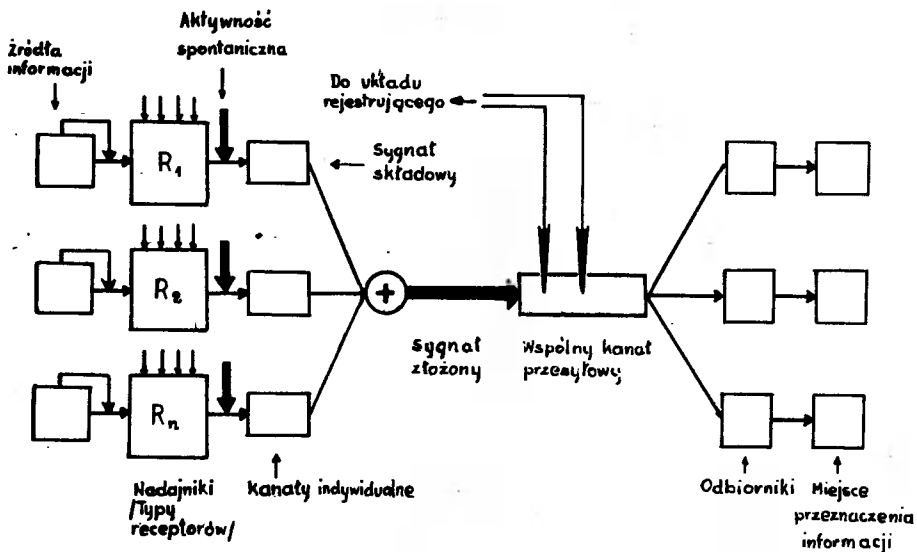 Aktywność
spontaniczna
Źródła
informacji
Do układu
rejestrującego
R1
Sygnał
składowy
R2
+
Sygnał
złożony
Wspólny kanał
przesyłowy
Rn
Nadajniki
/Typy
receptorów/
Kanały indywidualne
Odbiorniki
Miejsce
przeznaczenia
informacji